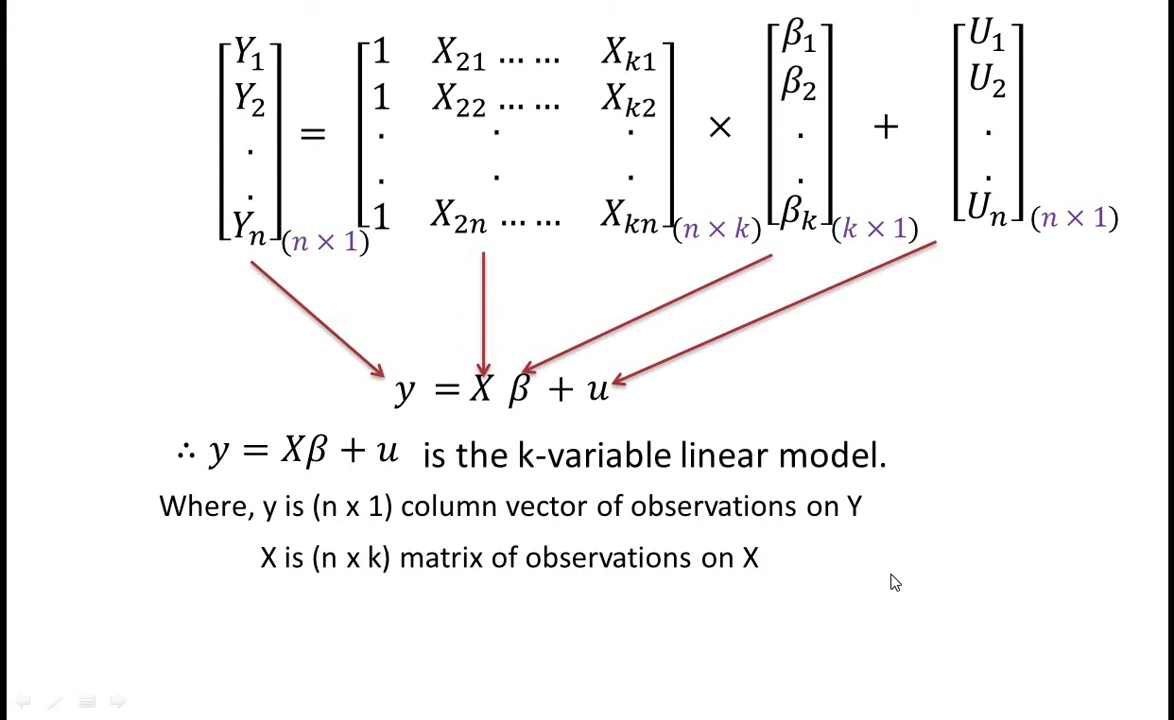 Y₁ 1 X₂₁ ... ... Xₖ₁ β₁ U₁
Y₂ 1 X₂₂ ... ... Xₖ₂ β₂ U₂
. = . . . × . + .
. . . . . .
Yₙ (n × 1) 1 X₂ₙ ... ... Xₖₙ (n × k) βₖ (k × 1) Uₙ (n × 1)
y = X β + u
∴ y = Xβ + u is the k-variable linear model.
Where, y is (n x 1) column vector of observations on Y
X is (n x k) matrix of observations on X